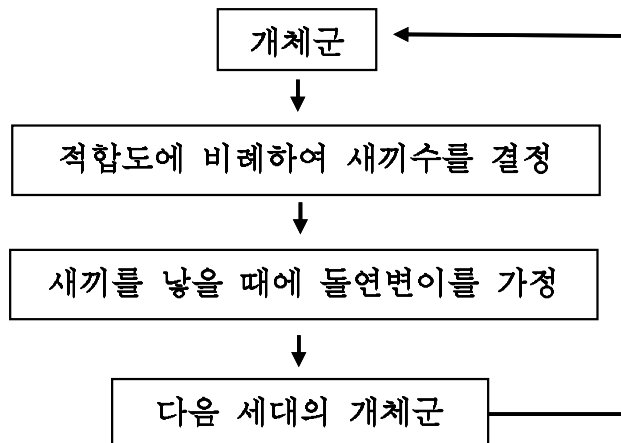 개체군
적합도에 비례하여 새끼수를 결정
새끼를 낳을 때에 돌연변이를 가정
다음 세대의 개체군